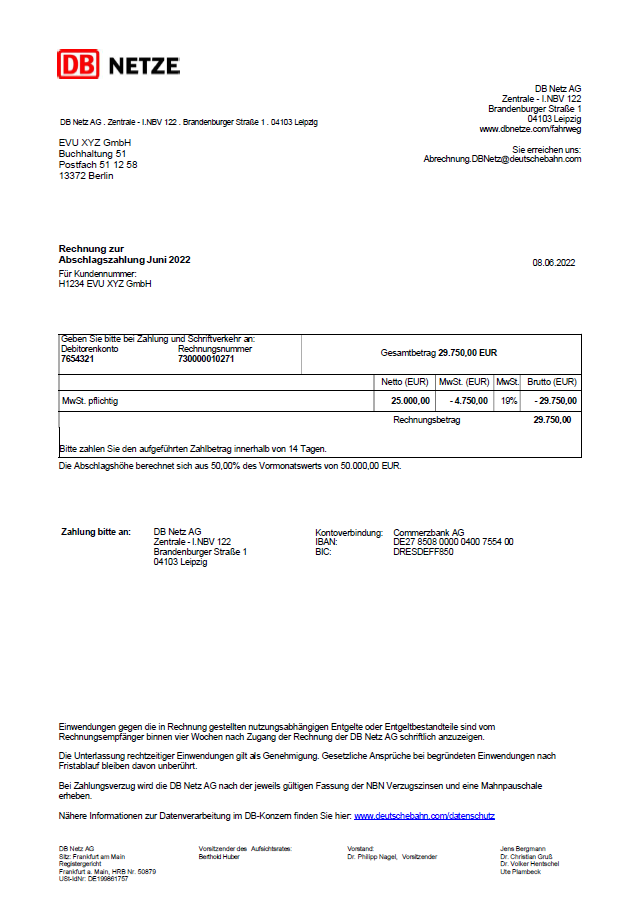 DB NETZE
DB Netz AG
Zentrale - I.NBV 122
Brandenburger Straße 1
04103 Leipzig
www.dbnetze.com/fahrweg
Sie erreichen uns:
Abrechnung.DBNetz@deutschebahn.com
DB Netz AG . Zentrale - I.NBV 122 . Brandenburger Straße 1 . 04103 Leipzig
EVU XYZ GmbH
Buchhaltung 51
Postfach 51 12 58
13372 Berlin
Rechnung zur
Abschlagszahlung Juni 2022
08.06.2022
Für Kundennummer:
H1234 EVU XYZ GmbH
Geben Sie bitte bei Zahlung und Schriftverkehr an:
Debitorenkonto Rechnungsnummer
7654321 730000010271
Gesamtbetrag 29.750,00 EUR
Netto (EUR) MwSt. (EUR) MwSt. Brutto (EUR)
MwSt. pflichtig 25.000,00 - 4.750,00 19% - 29.750,00
Rechnungsbetrag 29.750,00
Bitte zahlen Sie den aufgeführten Zahlbetrag innerhalb von 14 Tagen.
Die Abschlagshöhe berechnet sich aus 50,00% des Vormonatswerts von 50.000,00 EUR.
Zahlung bitte an: DB Netz AG Kontoverbindung: Commerzbank AG
Zentrale - I.NBV 122 IBAN: DE27 8508 0000 0400 7554 00
Brandenburger Straße 1 BIC: DRESDEFF850
04103 Leipzig
Einwendungen gegen die in Rechnung gestellten nutzungsabhängigen Entgelte oder Entgeltbestandteile sind vom
Rechnungsempfänger binnen vier Wochen nach Zugang der Rechnung der DB Netz AG schriftlich anzuzeigen.
Die Unterlassung rechtzeitiger Einwendungen gilt als Genehmigung. Gesetzliche Ansprüche bei begründeten Einwendungen nach
Fristablauf bleiben davon unberührt.
Bei Zahlungsverzug wird die DB Netz AG nach der jeweils gültigen Fassung der NBN Verzugszinsen und eine Mahnpauschale
erheben.
Nähere Informationen zur Datenverarbeitung im DB-Konzern finden Sie hier: www.deutschebahn.com/datenschutz
DB Netz AG Vorsitzender des Aufsichtsrates: Vorstand: Jens Bergmann
Sitz: Frankfurt am Main Berthold Huber Dr. Philipp Nagel, Vorsitzender Dr. Christian Gruß
Registergericht Dr. Volker Hentschel
Frankfurt a. Main, HRB Nr. 50879 Ute Plambeck
USt-IdNr: DE199861757